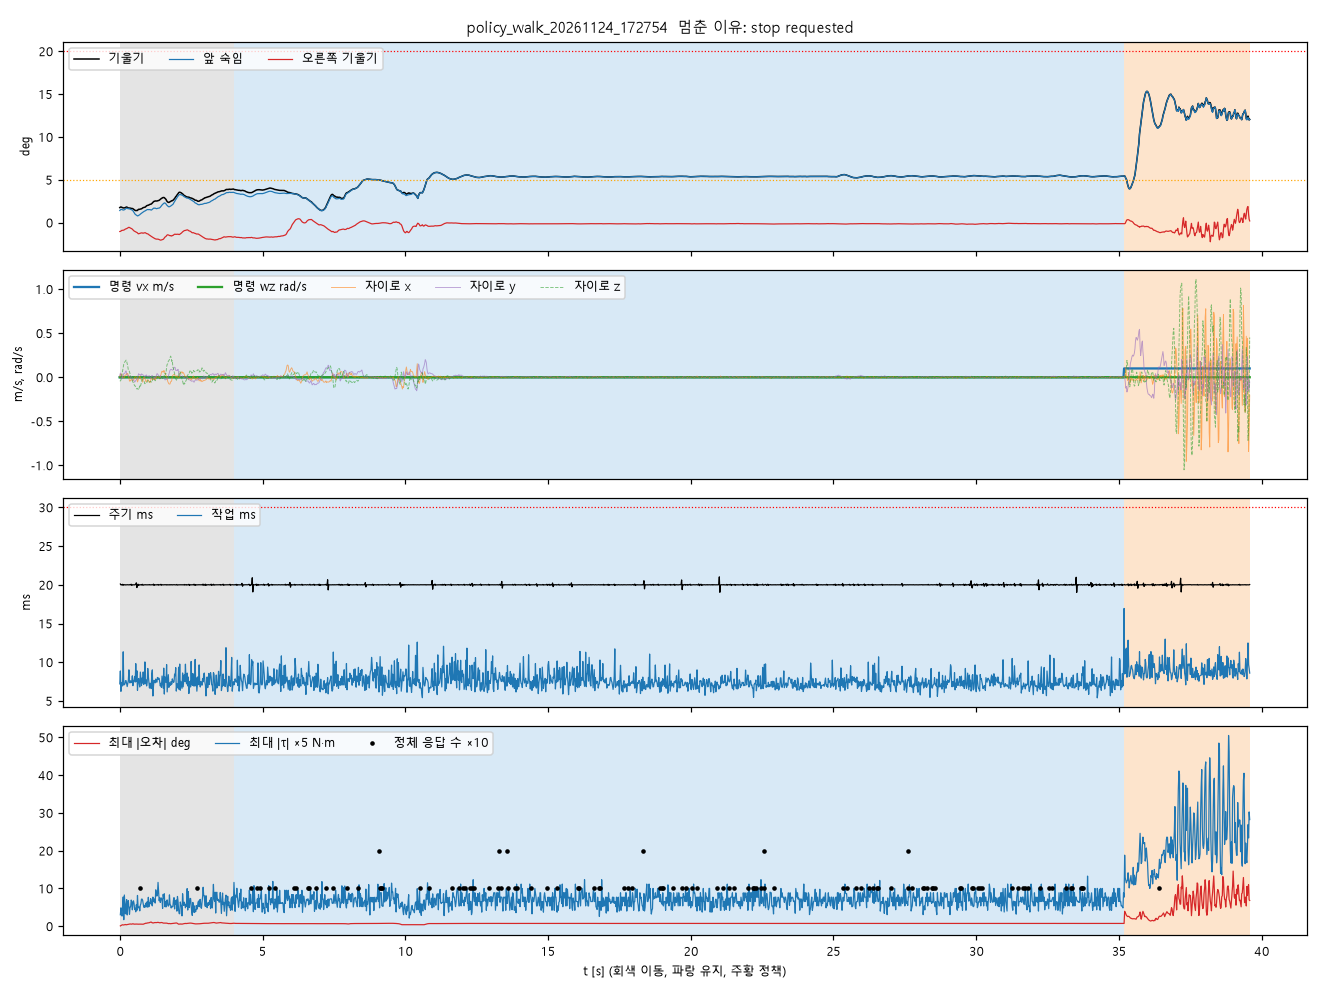 policy_walk_20261124_172754 멈춘 이유: stop requested
기울기 앞 숙임 오른쪽 기울기
20
15
10
5
0
deg
명령 vx m/s 명령 wz rad/s 자이로 x 자이로 y 자이로 z
1.0
0.5
0.0
-0.5
-1.0
m/s, rad/s
주기 ms 작업 ms
30
25
20
15
10
5
ms
최대 |오차| deg 최대 |τ| ×5 N·m 정체 응답 수 ×10
50
40
30
20
10
0
0 5 10 15 20 25 30 35 40
t [s] (회색 이동, 파랑 유지, 주황 정책)